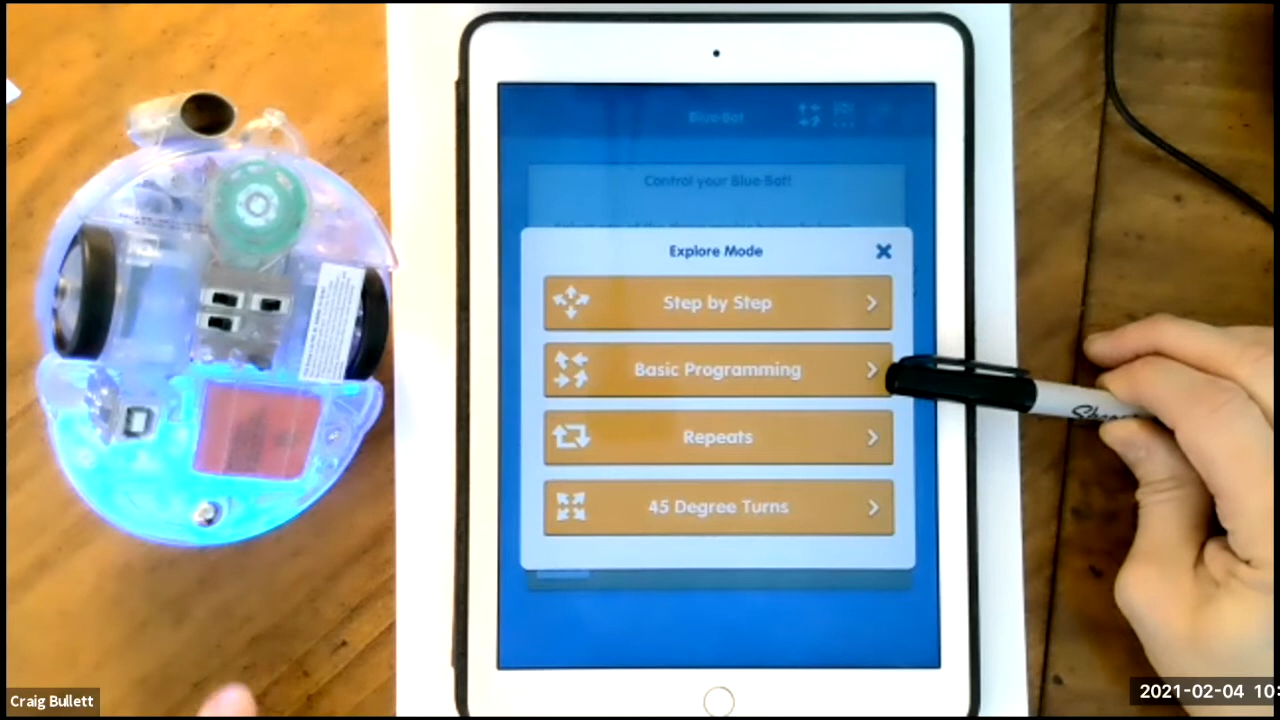 Blue-Bot
Control your Blue-Bot!
Explore Mode
Step by Step
Basic Programming
Repeats
45 Degree Turns
Craig Bullett
2021-02-04 10: